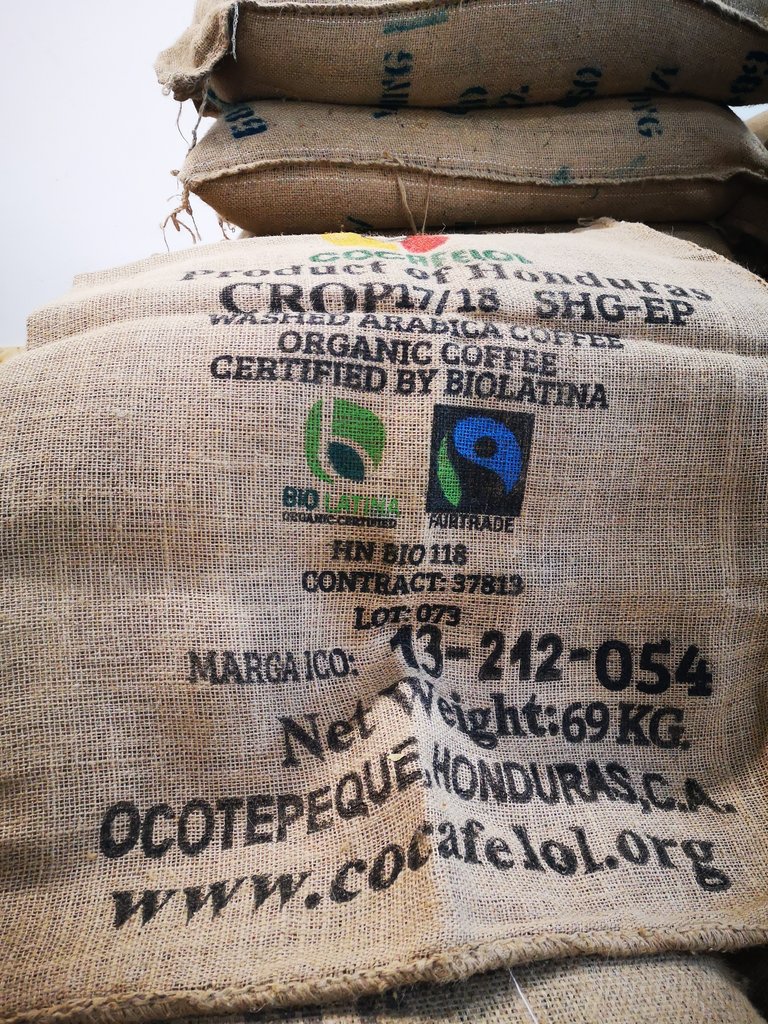 COCAFELOL
Product of Honduras
CROP17/18 SHG-EP
WASHED ARABICA COFFEE
ORGANIC COFFEE
CERTIFIED BY BIOLATINA
BIO LATINA
ORGANIC CERTIFIED
FAIRTRADE
HN BIO 118
CONTRACT: 37813
LOT: 073
MARGA ICO: 13-212-054
Net Weight:69 KG.
OCOTEPEQUE, HONDURAS,C.A.
www.cocafelol.org